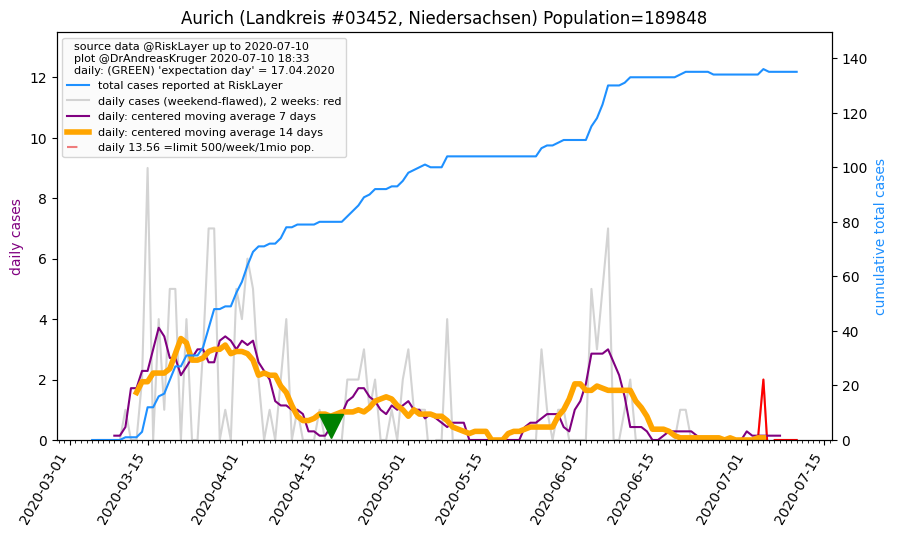 Aurich (Landkreis #03452, Niedersachsen) Population=189848
source data @RiskLayer up to 2020-07-10
plot @DrAndreasKruger 2020-07-10 18:33
daily: (GREEN) 'expectation day' = 17.04.2020
total cases reported at RiskLayer
daily cases (weekend-flawed), 2 weeks: red
daily: centered moving average 7 days
daily: centered moving average 14 days
daily 13.56 =limit 500/week/1mio pop.
daily cases
12
10
8
6
4
2
0
cumulative total cases
140
120
100
80
60
40
20
0
2020-03-01
2020-03-15
2020-04-01
2020-04-15
2020-05-01
2020-05-15
2020-06-01
2020-06-15
2020-07-01
2020-07-15